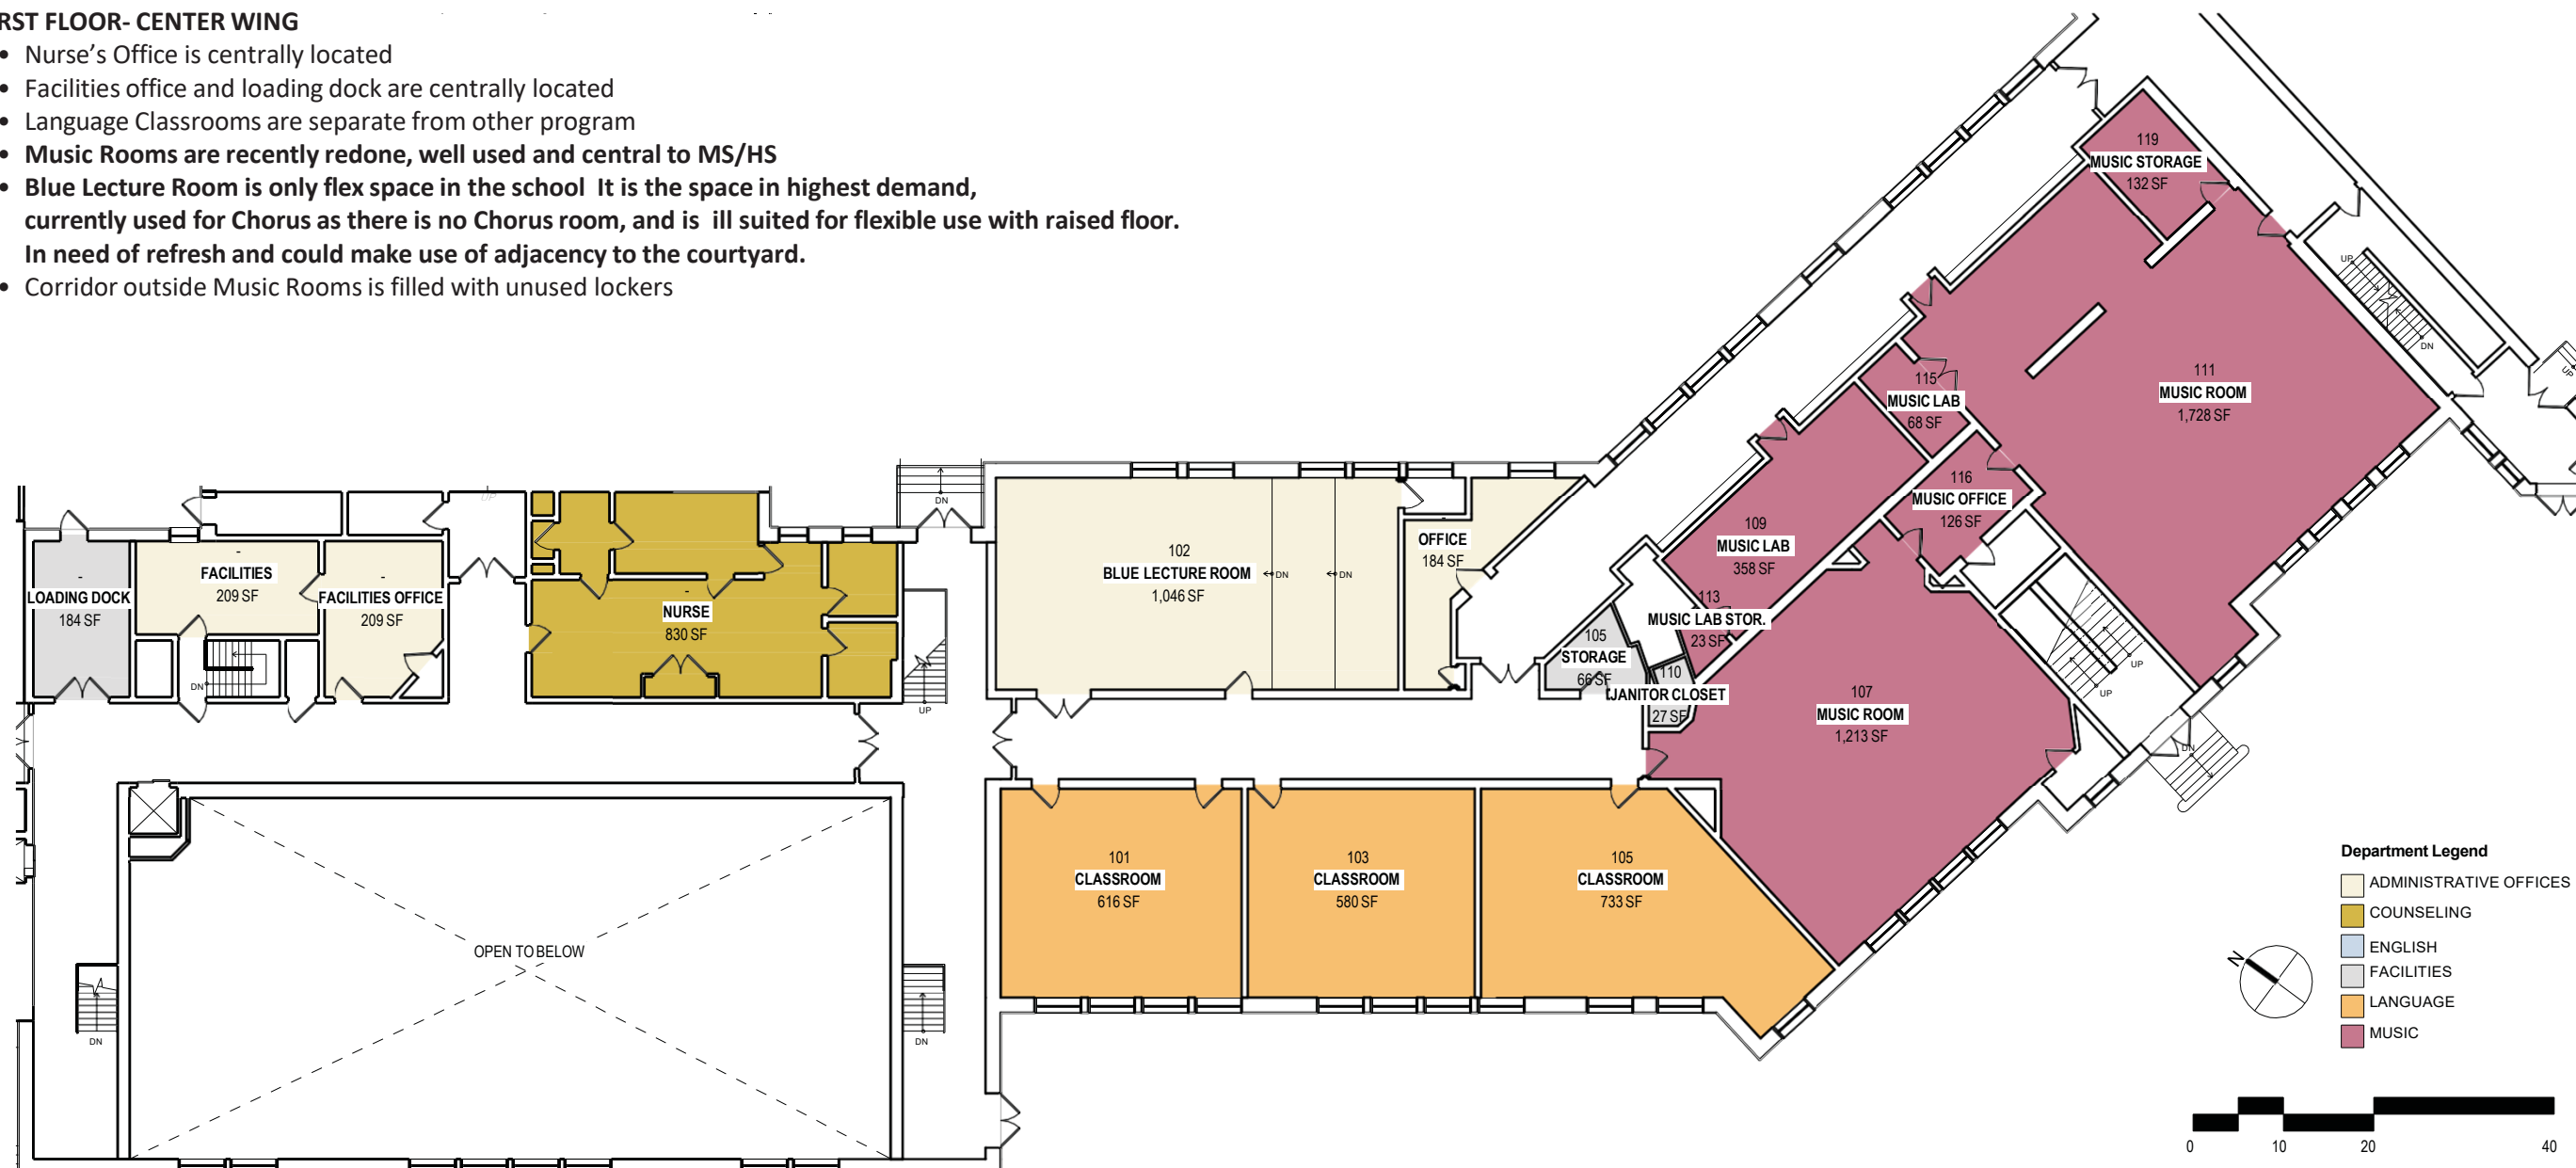 RST FLOOR- CENTER WING
• Nurse's Office is centrally located
• Facilities office and loading dock are centrally located
• Language Classrooms are separate from other program
• Music Rooms are recently redone, well used and central to MS/HS
• Blue Lecture Room is only flex space in the school It is the space in highest demand,
currently used for Chorus as there is no Chorus room, and is ill suited for flexible use with raised floor.
In need of refresh and could make use of adjacency to the courtyard.
• Corridor outside Music Rooms is filled with unused lockers
119
MUSIC STORAGE
132 SF
UP
DN
UP
111
MUSIC ROOM
1,728 SF
115
MUSIC LAB
68 SF
116
MUSIC OFFICE
126 SF
109
MUSIC LAB
358 SF
113
MUSIC LAB STOR.
23 SF
105
STORAGE
66 SF
110
JANITOR CLOSET
27 SF
107
MUSIC ROOM
1,213 SF
UP
UP
DN
UP
DN
-
LOADING DOCK
184 SF
-
FACILITIES
209 SF
-
FACILITIES OFFICE
209 SF
DN
-
NURSE
830 SF
UP
102
BLUE LECTURE ROOM
1,046 SF
DN
DN
-
OFFICE
184 SF
101
CLASSROOM
616 SF
103
CLASSROOM
580 SF
105
CLASSROOM
733 SF
OPEN TO BELOW
DN
DN
Department Legend
ADMINISTRATIVE OFFICES
COUNSELING
ENGLISH
FACILITIES
LANGUAGE
MUSIC
N
0 10 20 40